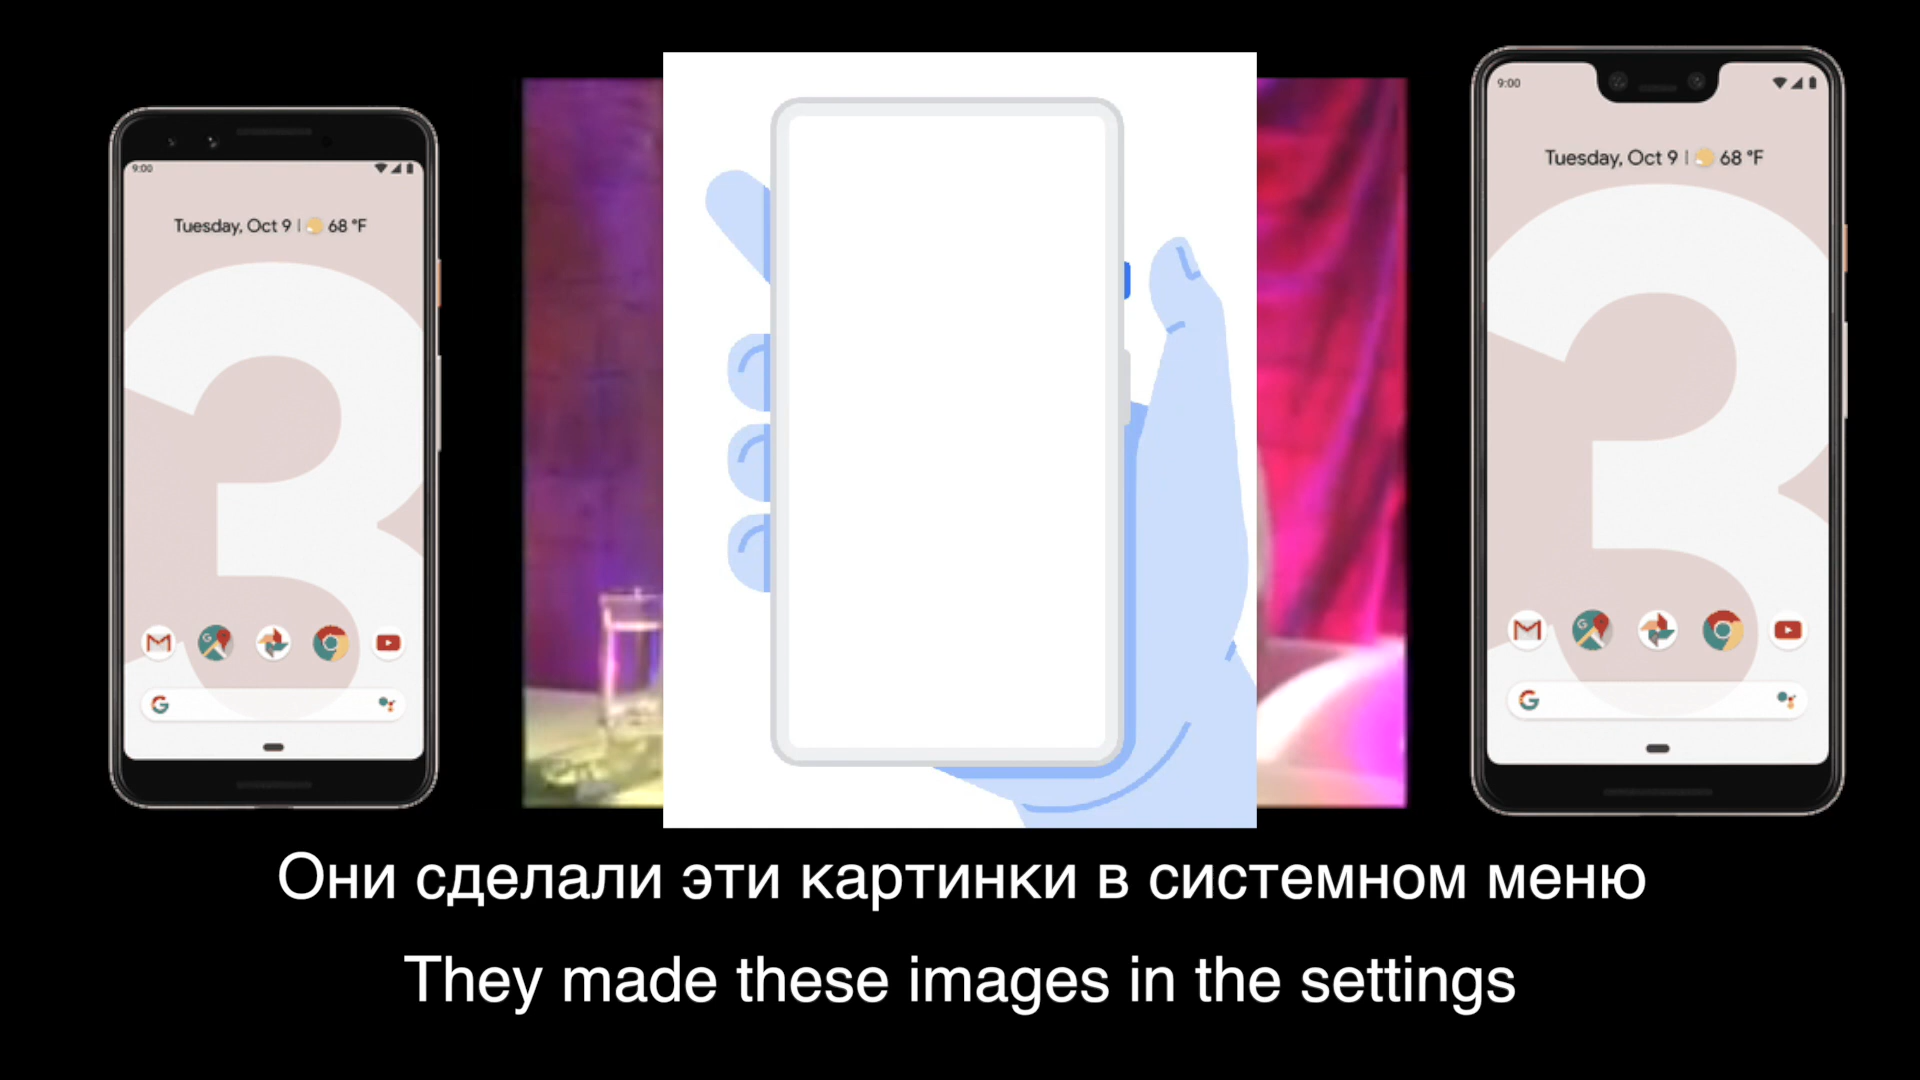 9:00
Tuesday, Oct 9 | 68 °F
G
9:00
Tuesday, Oct 9 | 68 °F
G
Они сделали эти картинки в системном меню
They made these images in the settings